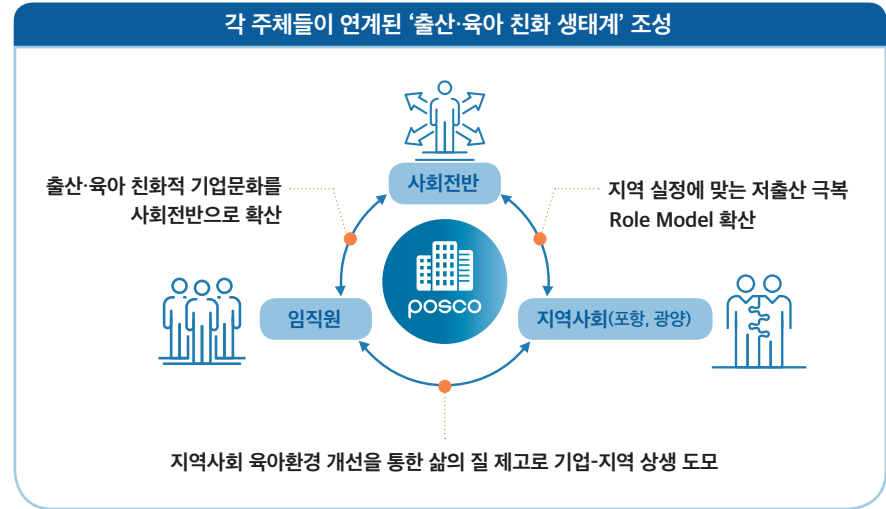 각 주체들이 연계된 ‘출산·육아 친화 생태계’ 조성
사회전반
출산·육아 친화적 기업문화를
사회전반으로 확산
지역 실정에 맞는 저출산 극복
Role Model 확산
posco
임직원
지역사회(포항, 광양)
지역사회 육아환경 개선을 통한 삶의 질 제고로 기업-지역 상생 도모